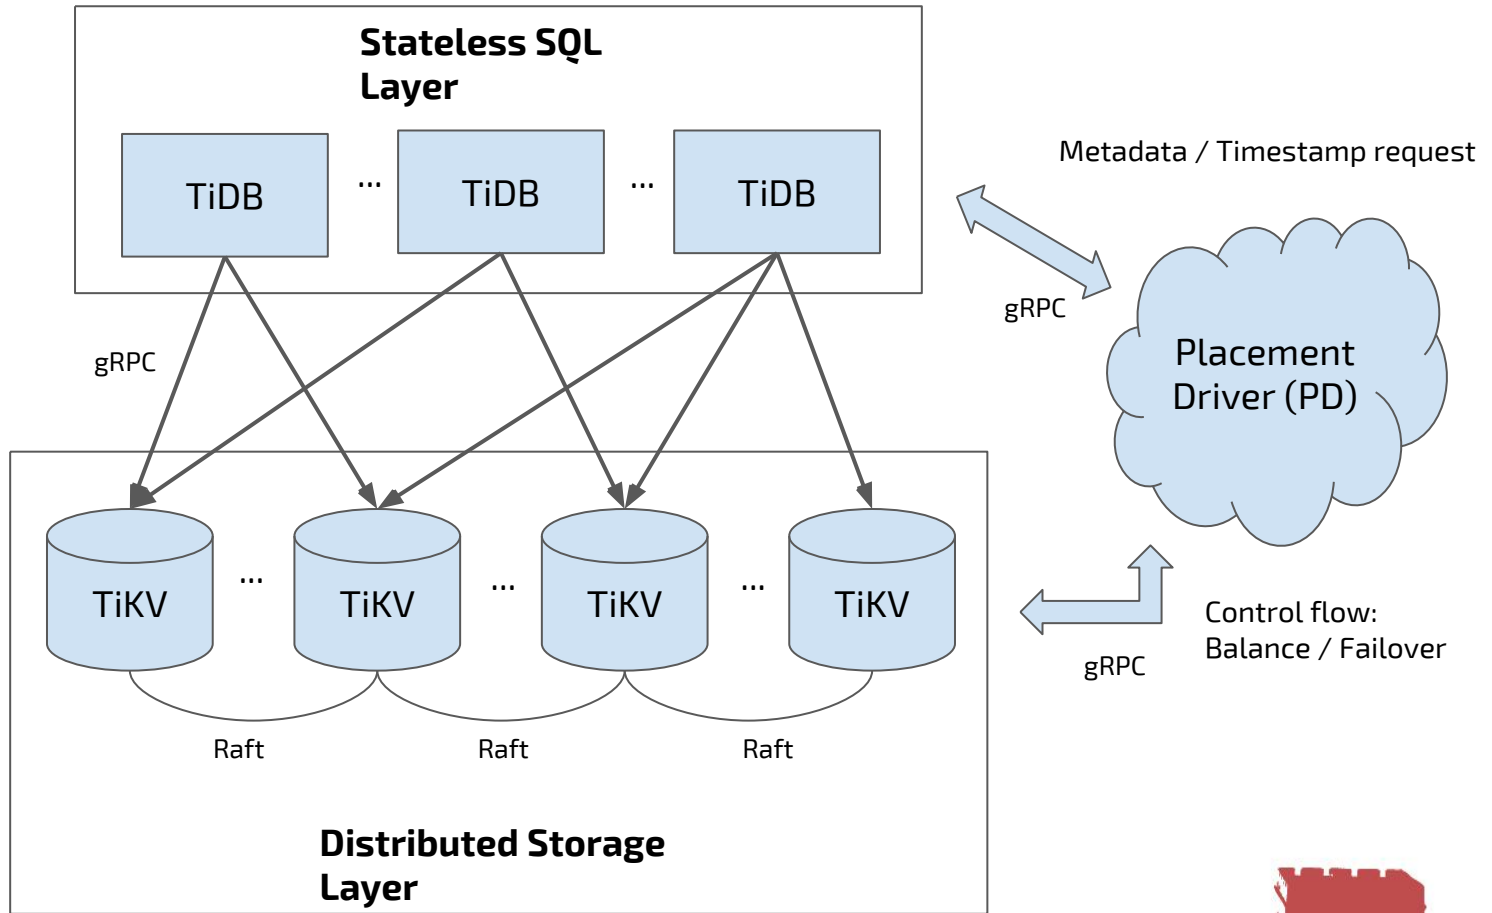 Stateless SQL
Layer
TiDB
...
TiDB
...
TiDB
Metadata / Timestamp request
gRPC
gRPC
Placement
Driver (PD)
TiKV
...
TiKV
...
TiKV
...
TiKV
Control flow:
Balance / Failover
gRPC
Raft
Raft
Raft
Distributed Storage
Layer